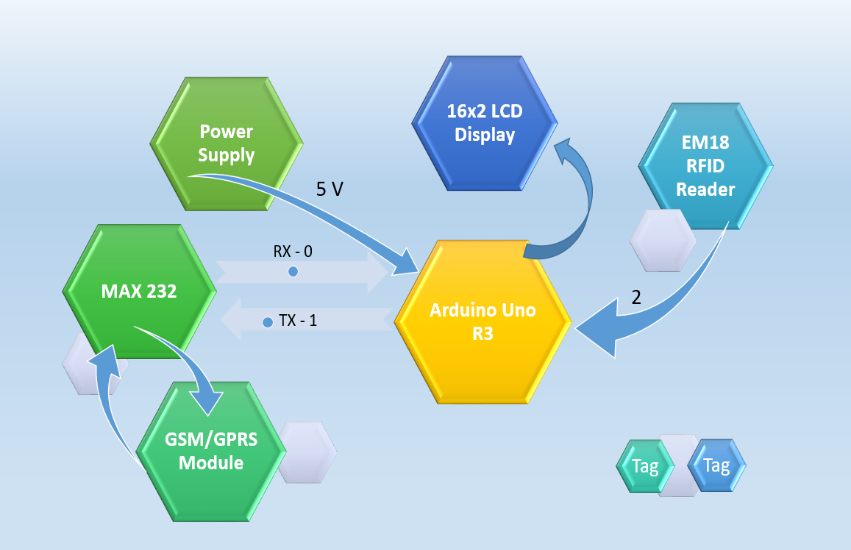 16x2 LCD
Display
Power
Supply
EM18
RFID
Reader
5 V
RX - 0
MAX 232
2
Arduino Uno
R3
TX - 1
GSM/GPRS
Module
Tag
Tag